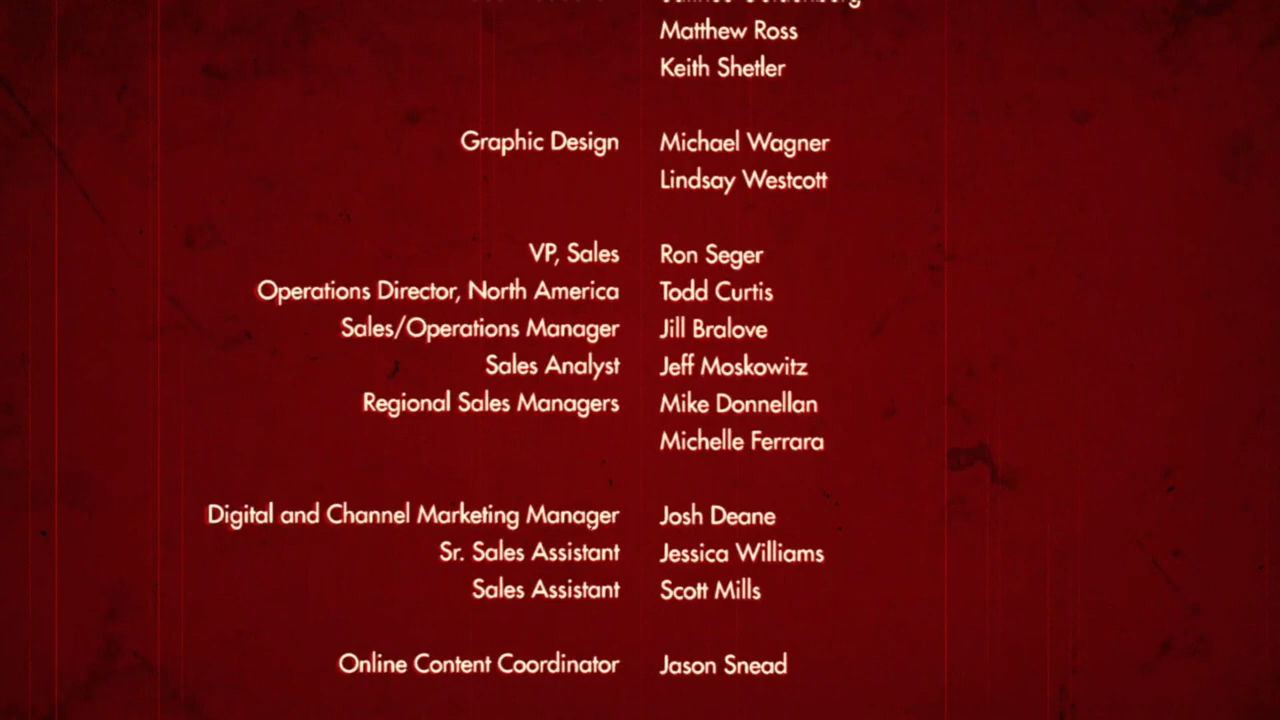 Matthew Ross
Keith Shetler
Graphic Design Michael Wagner
Lindsay Westcott
VP, Sales Ron Seger
Operations Director, North America Todd Curtis
Sales/Operations Manager Jill Bralove
Sales Analyst Jeff Moskowitz
Regional Sales Managers Mike Donnellan
Michelle Ferrara
Digital and Channel Marketing Manager Josh Deane
Sr. Sales Assistant Jessica Williams
Sales Assistant Scott Mills
Online Content Coordinator Jason Snead